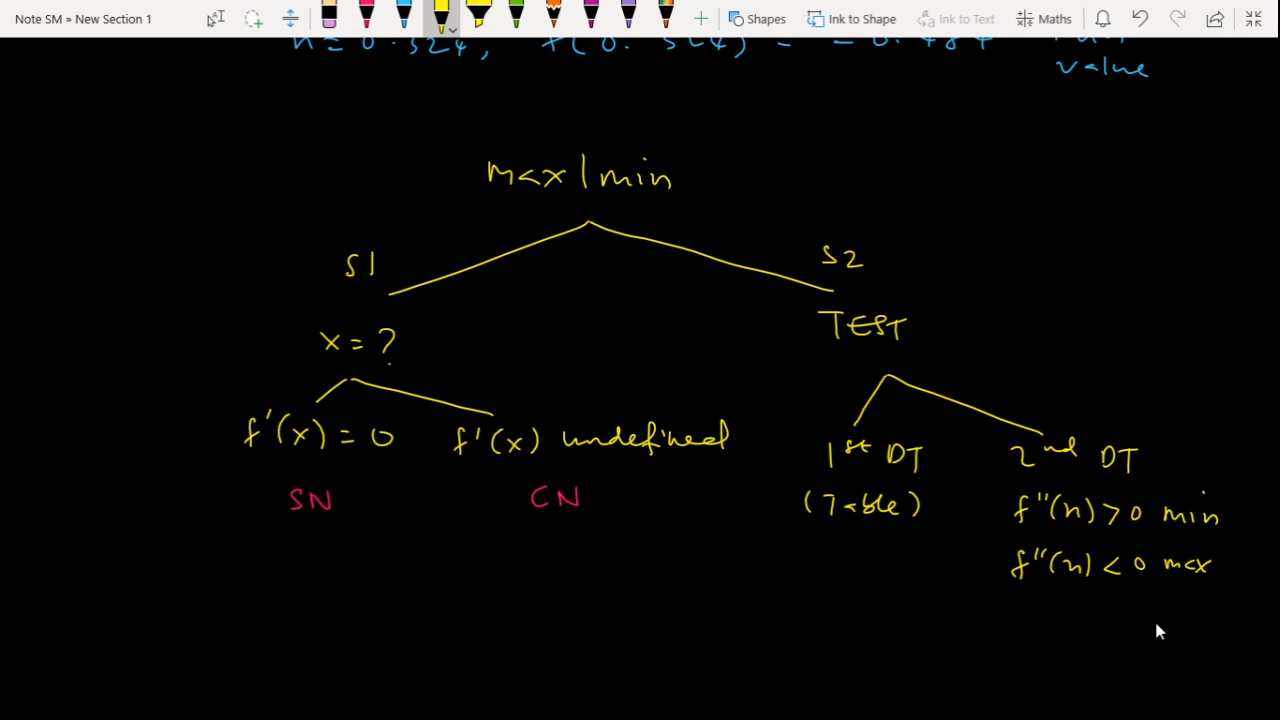 Note SM » New Section 1
Shapes
Ink to Shape
Ink to Text
Maths
value
max | min
S1
S2
x = ?
TEST
f'(x) = 0
f'(x) undefined
1st DT
2nd DT
SN
CN
(Table)
f''(x) > 0 min
f''(x) < 0 max